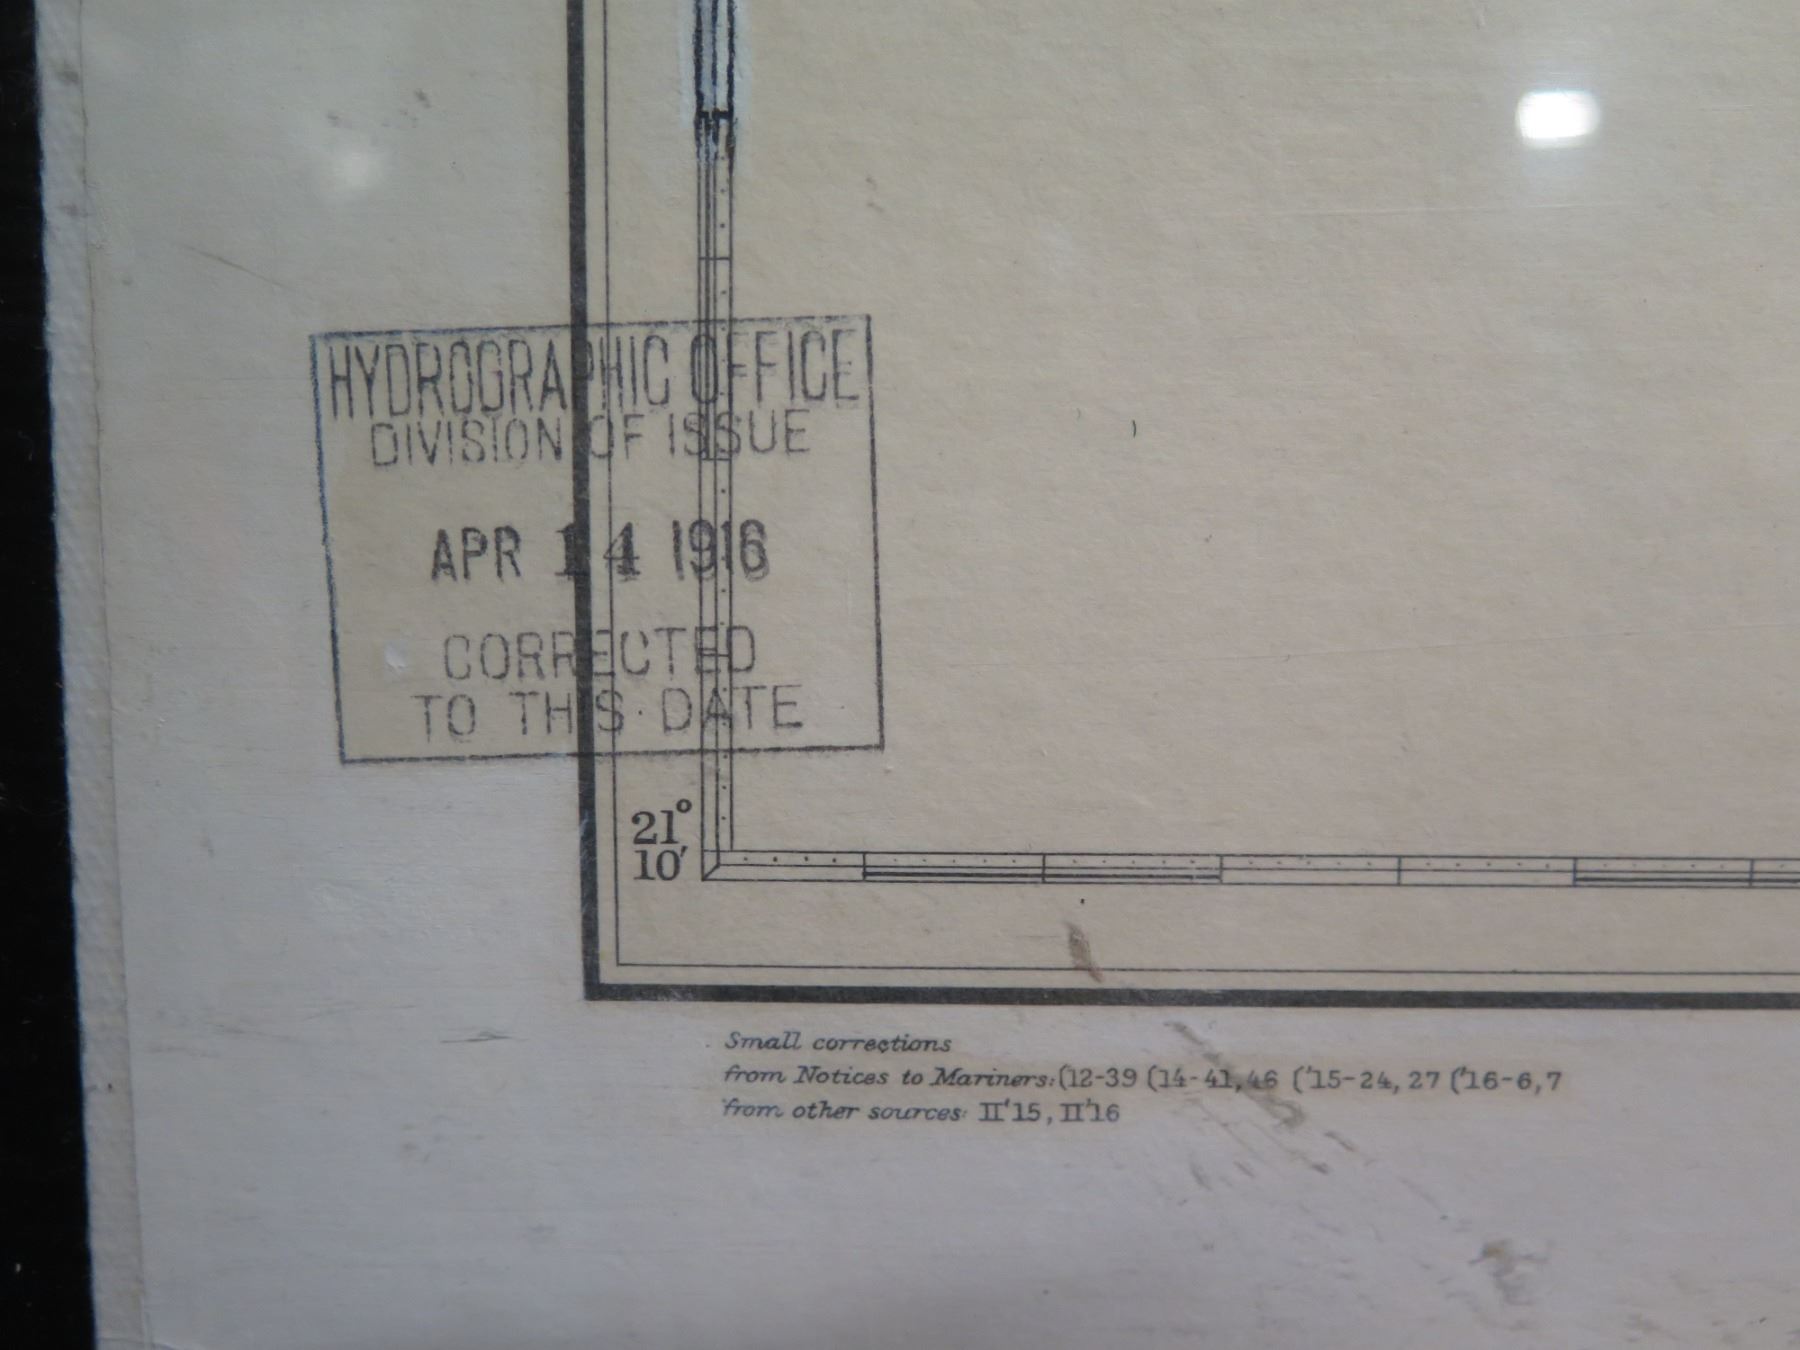 HYDROGRAPHIC OFFICE
DIVISION OF ISSUE
APR 14 1916
CORRECTED
TO THIS DATE
21°
10'
Small corrections
from Notices to Mariners: (12-39 (14-41,46 ('15-24, 27 ('16-6,7
from other sources: II'15, II'16